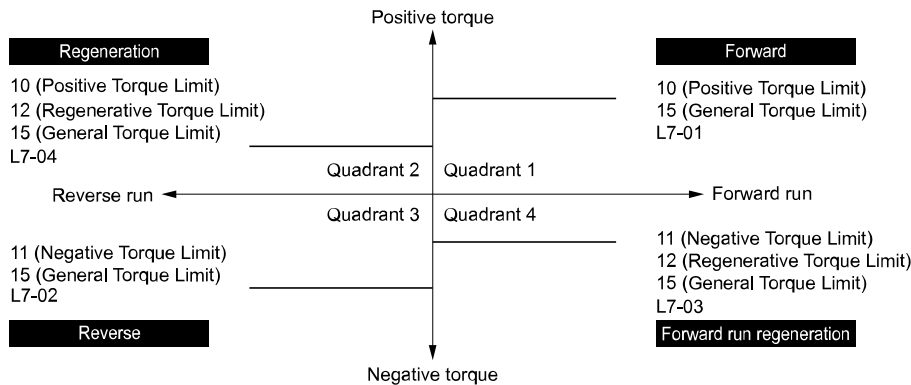 Positive torque
Regeneration
10 (Positive Torque Limit)
12 (Regenerative Torque Limit)
15 (General Torque Limit)
L7-04
Forward
10 (Positive Torque Limit)
15 (General Torque Limit)
L7-01
Quadrant 2
Quadrant 1
Reverse run
Forward run
Quadrant 3
Quadrant 4
11 (Negative Torque Limit)
15 (General Torque Limit)
L7-02
Reverse
11 (Negative Torque Limit)
12 (Regenerative Torque Limit)
15 (General Torque Limit)
L7-03
Forward run regeneration
Negative torque